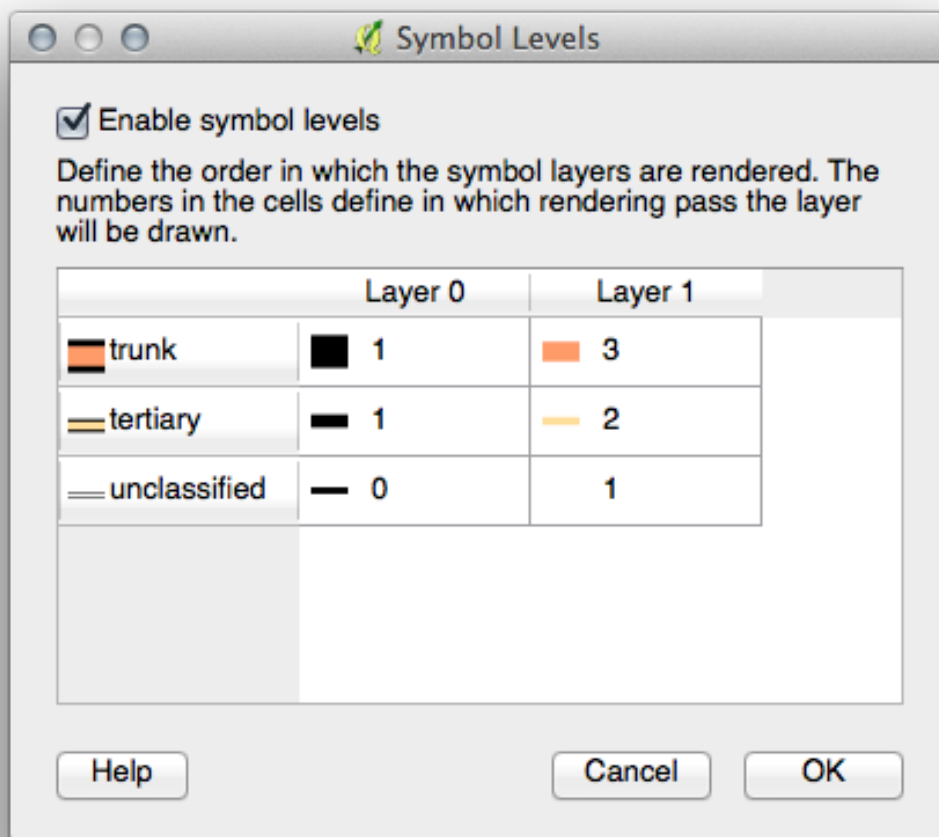 Symbol Levels
Enable symbol levels
Define the order in which the symbol layers are rendered. The
numbers in the cells define in which rendering pass the layer
will be drawn.
Layer 0 Layer 1
trunk 1 3
tertiary 1 2
unclassified 0 1
Help Cancel OK